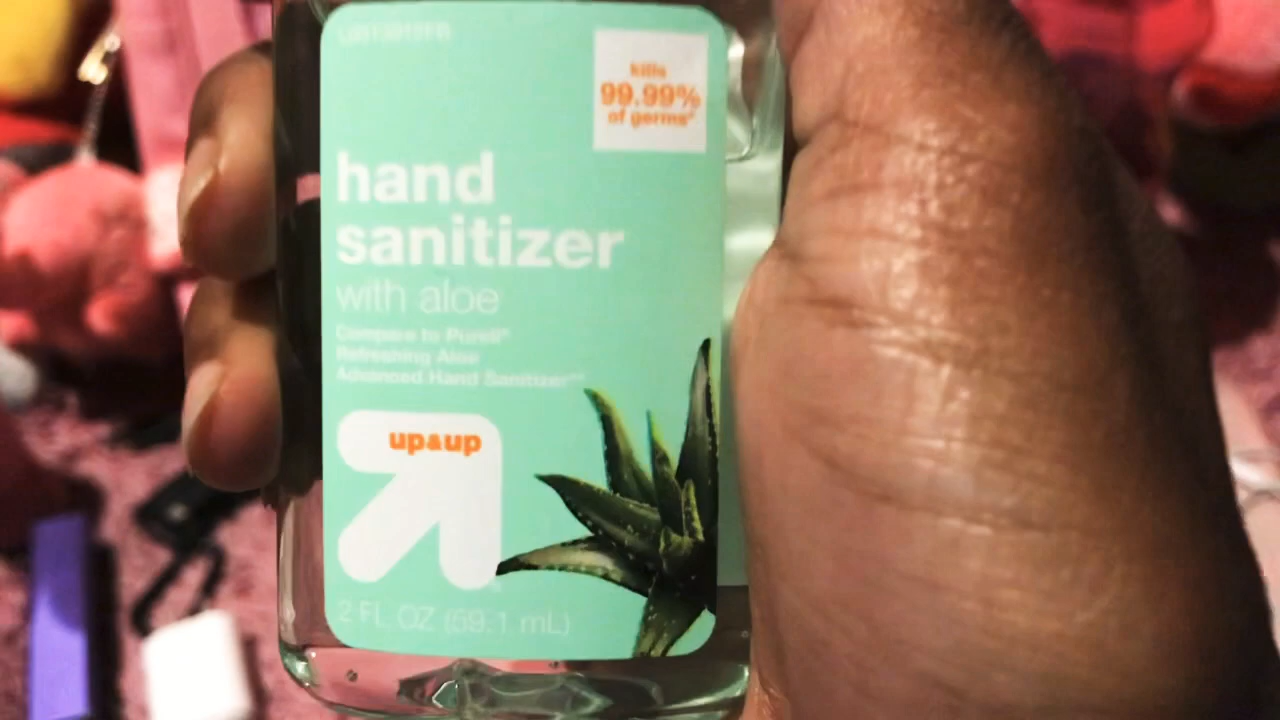 kills
99.99%
of germs*
hand
sanitizer
with aloe
Compare to Purell®
Refreshing Aloe
Advanced Hand Sanitizer**
up&up
2 FL OZ (59.1 mL)